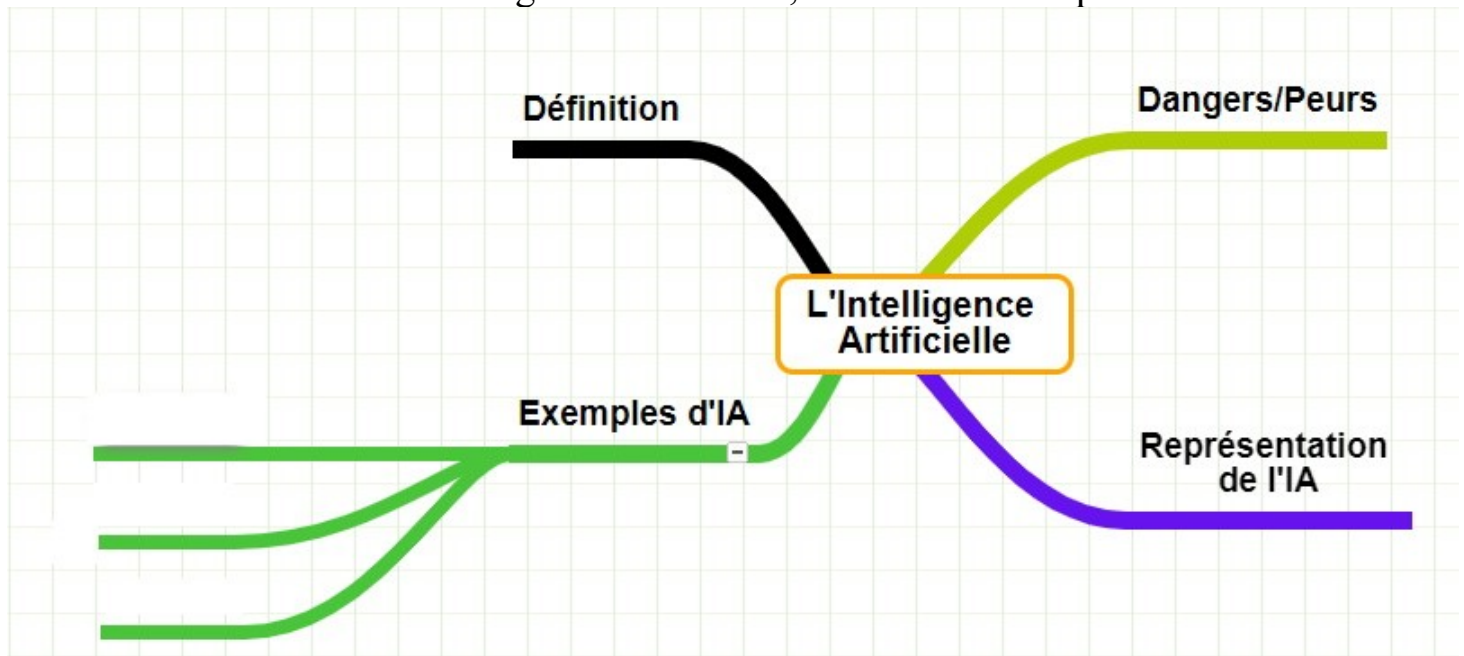 Définition
Dangers/Peurs
L'Intelligence
Artificielle
Exemples d'IA
Représentation
de l'IA